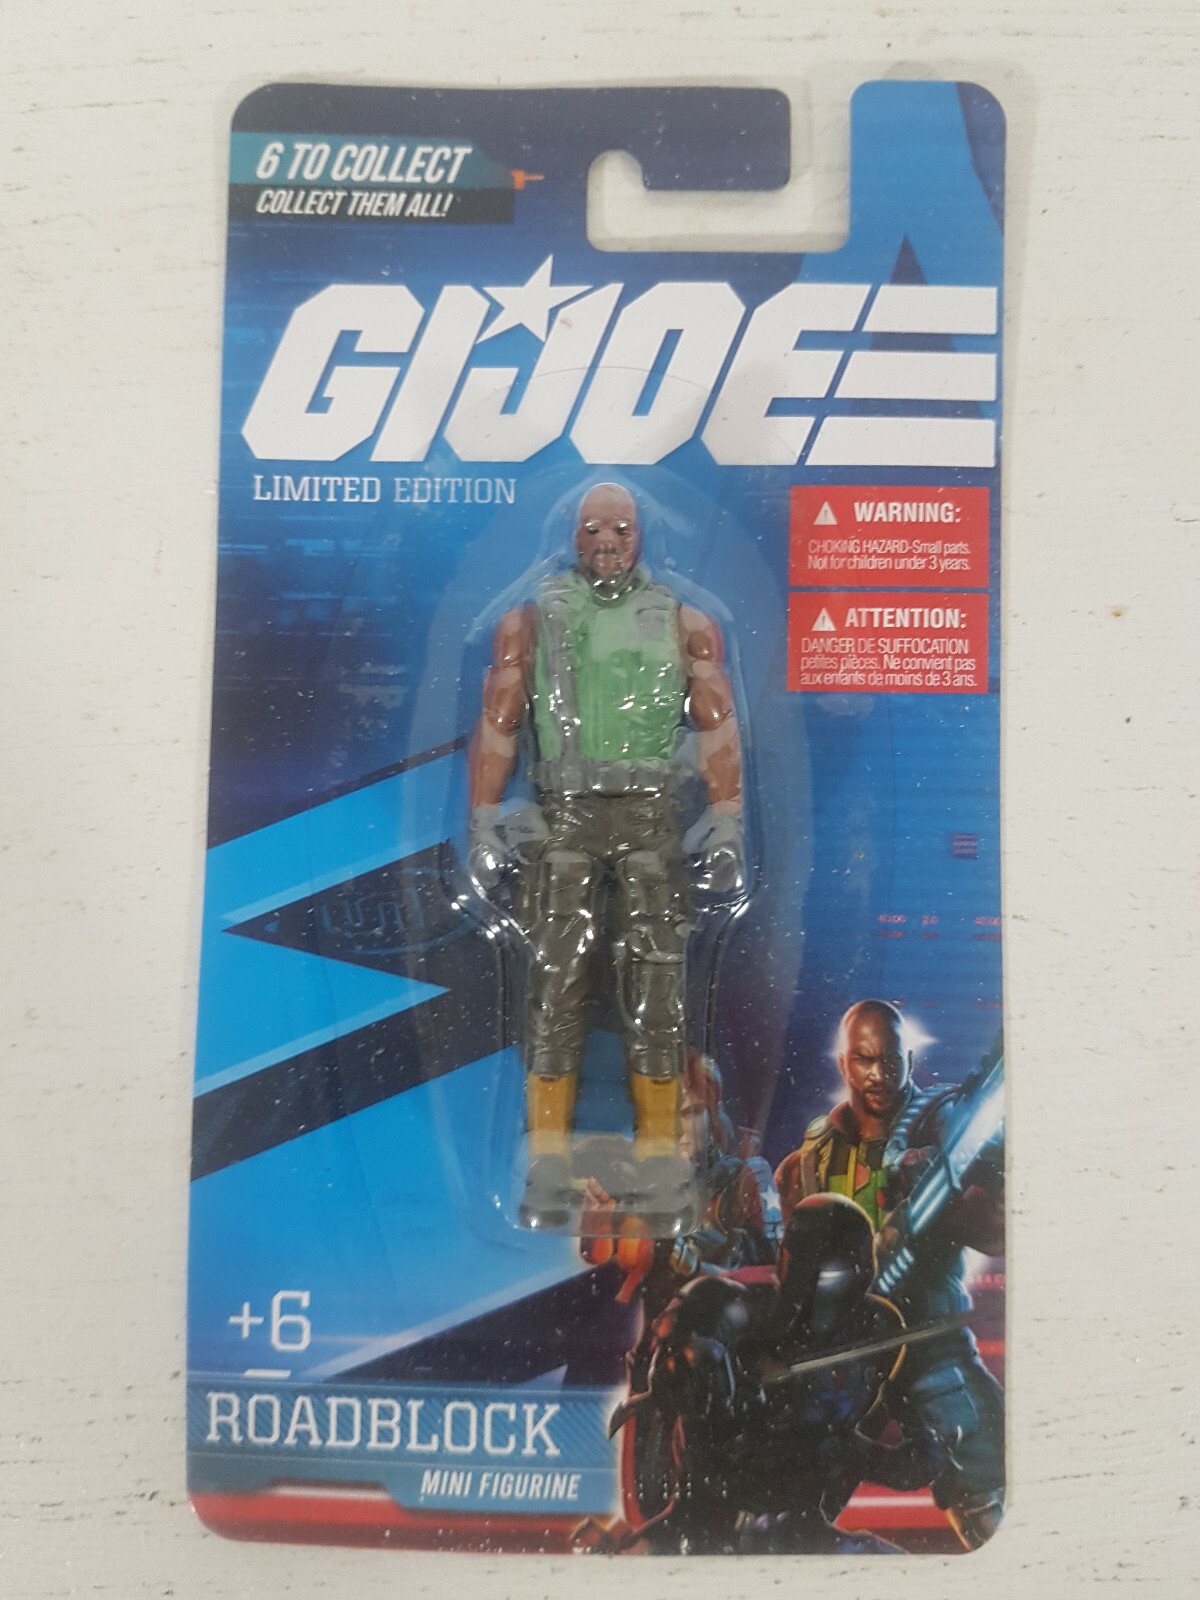 6 TO COLLECT
COLLECT THEM ALL!
GI JOE
LIMITED EDITION
WARNING:
CHOKING HAZARD-Small parts.
Not for children under 3 years.
ATTENTION:
DANGER DE SUFFOCATION
petites pièces. Ne convient pas
aux enfants de moins de 3 ans.
+6
ROADBLOCK
MINI FIGURINE